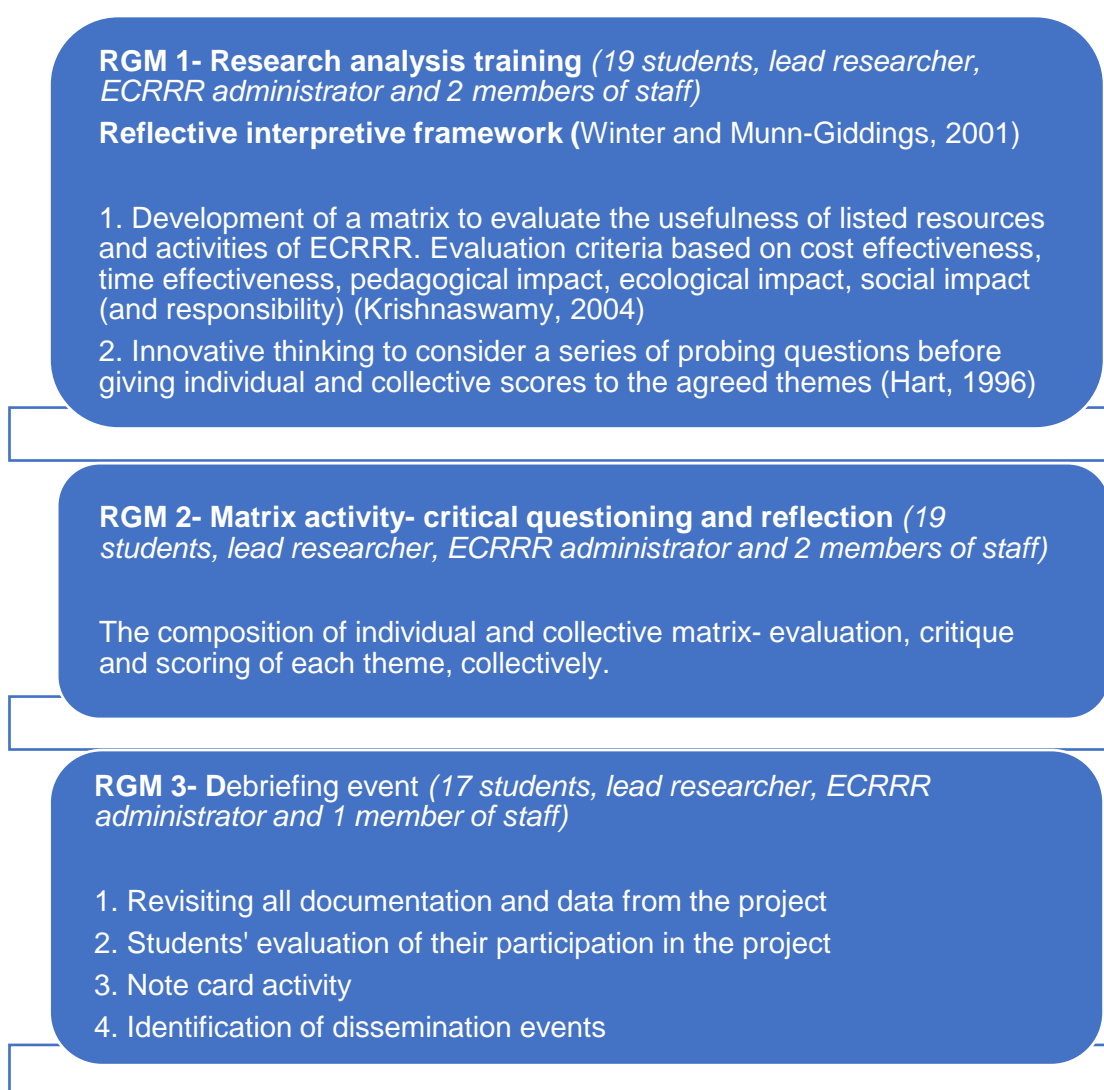 RGM 1- Research analysis training (19 students, lead researcher,
ECRRR administrator and 2 members of staff)
Reflective interpretive framework (Winter and Munn-Giddings, 2001)
1. Development of a matrix to evaluate the usefulness of listed resources
and activities of ECRRR. Evaluation criteria based on cost effectiveness,
time effectiveness, pedagogical impact, ecological impact, social impact
(and responsibility) (Krishnaswamy, 2004)
2. Innovative thinking to consider a series of probing questions before
giving individual and collective scores to the agreed themes (Hart, 1996)
RGM 2- Matrix activity- critical questioning and reflection (19
students, lead researcher, ECRRR administrator and 2 members of staff)
The composition of individual and collective matrix- evaluation, critique
and scoring of each theme, collectively.
RGM 3- Debriefing event (17 students, lead researcher, ECRRR
administrator and 1 member of staff)
1. Revisiting all documentation and data from the project
2. Students' evaluation of their participation in the project
3. Note card activity
4. Identification of dissemination events